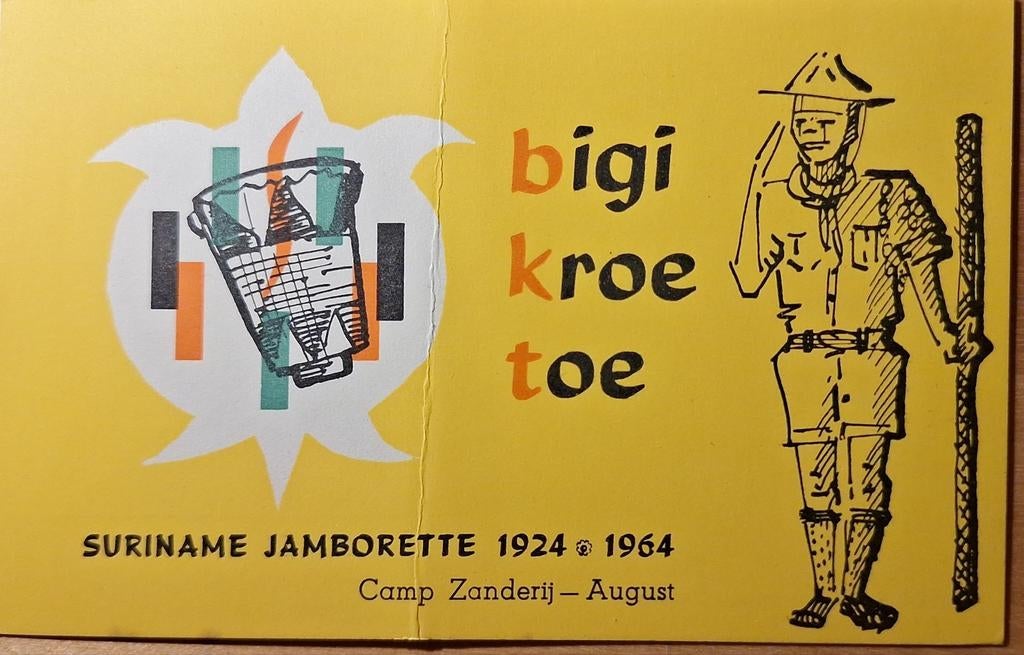 bigi
kroe
toe
SURINAME JAMBORETTE 1924 1964
Camp Zanderij — August